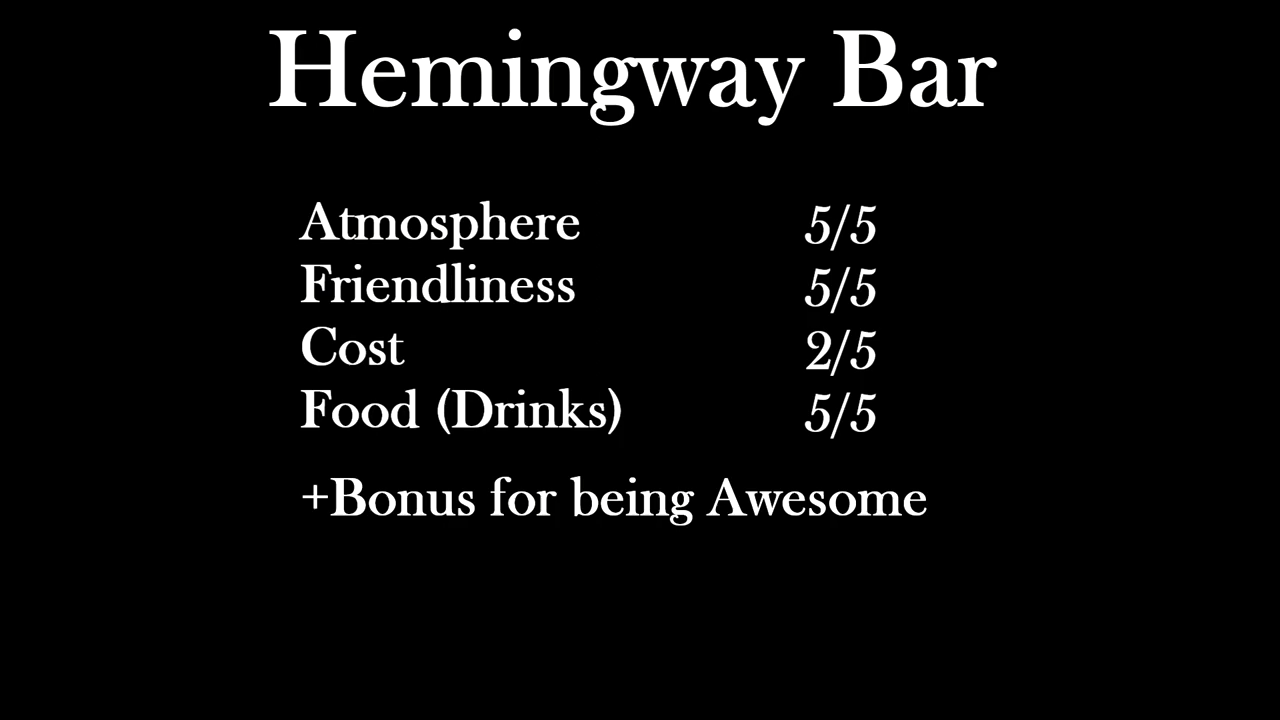 Hemingway Bar
Atmosphere 5/5
Friendliness 5/5
Cost 2/5
Food (Drinks) 5/5
+Bonus for being Awesome